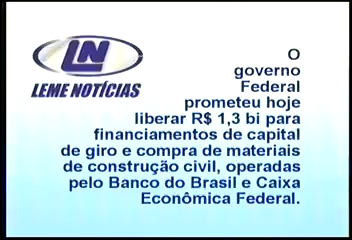 LN
LEME NOTÍCIAS
O
governo
Federal
prometeu hoje
liberar R$ 1,3 bi para
financiamentos de capital
de giro e compra de materiais
de construção civil, operadas
pelo Banco do Brasil e Caixa
Econômica Federal.